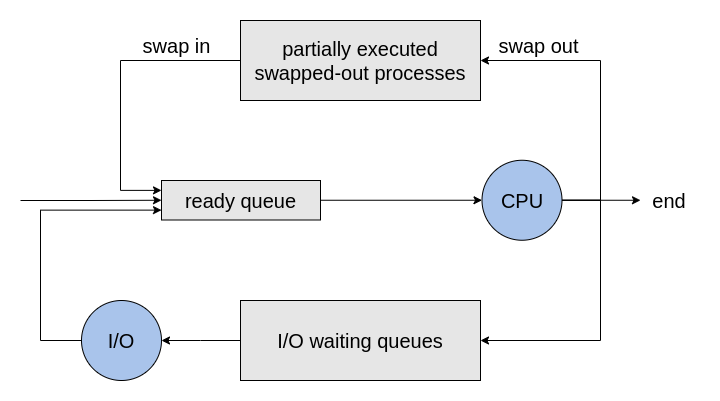 swap in
partially executed
swapped-out processes
swap out
ready queue
CPU
end
I/O
I/O waiting queues